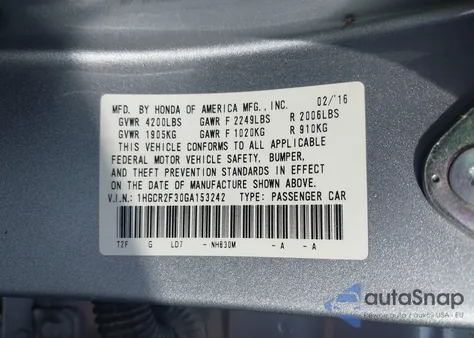 MFD. BY HONDA OF AMERICA MFG., INC. 02/'16
GVWR 4200LBS GAWR F 2249LBS R 2006LBS
GVWR 1905KG GAWR F 1020KG R 910KG
THIS VEHICLE CONFORMS TO ALL APPLICABLE
FEDERAL MOTOR VEHICLE SAFETY, BUMPER,
AND THEFT PREVENTION STANDARDS IN EFFECT
ON THE DATE OF MANUFACTURE SHOWN ABOVE.
V.I.N.: 1HGCR2F30GA153242 TYPE: PASSENGER CAR
T2F G LD7 - NH830M - A - A
autoSnap